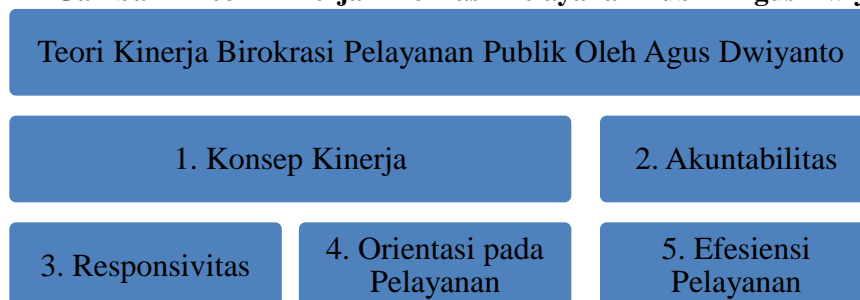 Teori Kinerja Birokrasi Pelayanan Publik Oleh Agus Dwiyanto
1. Konsep Kinerja
2. Akuntabilitas
3. Responsivitas
4. Orientasi pada
Pelayanan
5. Efesiensi
Pelayanan